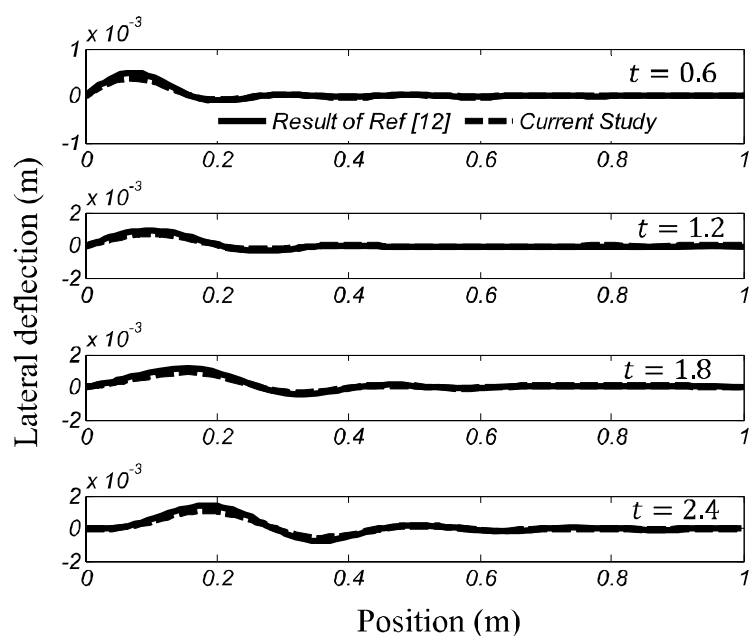 x 10-3
1
0
-1
t = 0.6
Result of Ref [12] Current Study
0 0.2 0.4 0.6 0.8 1
x 10-3
2
0
-2
t = 1.2
0 0.2 0.4 0.6 0.8 1
x 10-3
2
0
-2
t = 1.8
0 0.2 0.4 0.6 0.8 1
x 10-3
2
0
-2
t = 2.4
0 0.2 0.4 0.6 0.8 1
Lateral deflection (m)
Position (m)